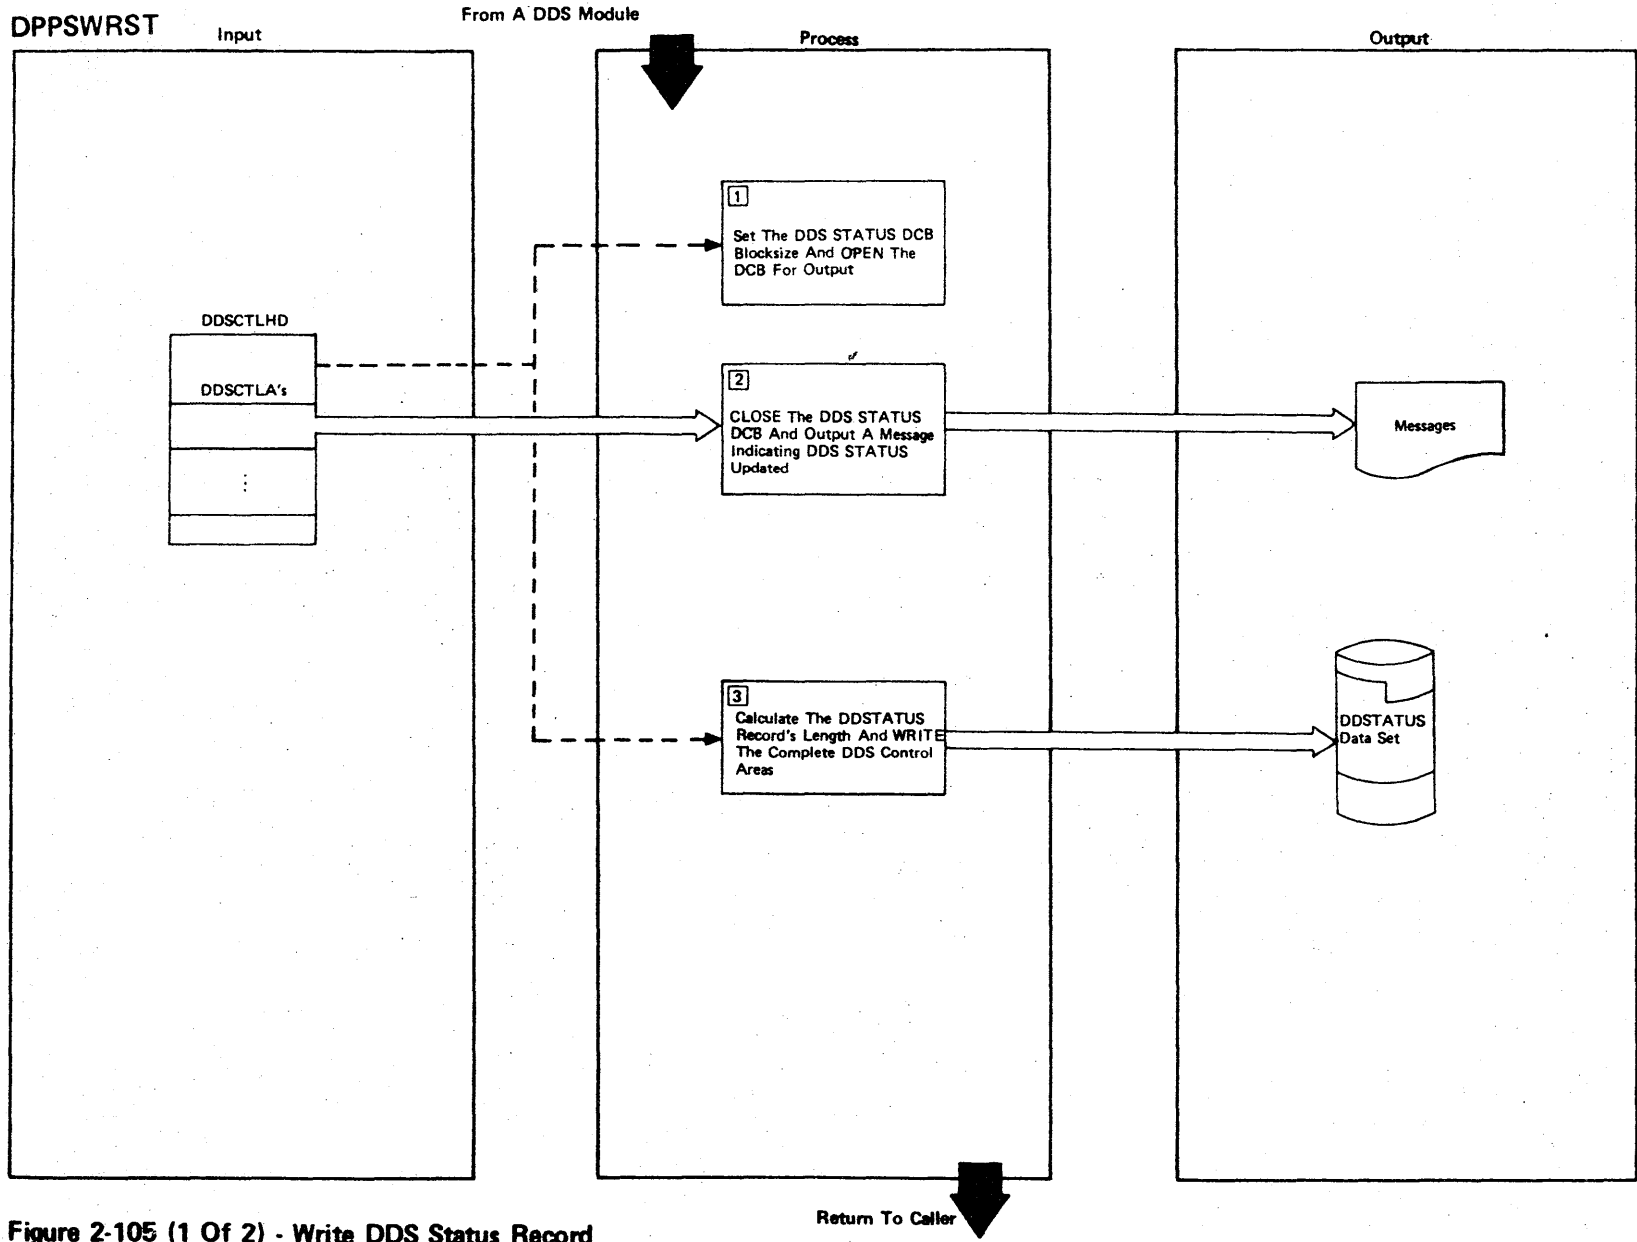 From A DDS Module
DPPSWRST
Input
Process
Output
1
Set The DDS STATUS DCB
Blocksize And OPEN The
DCB For Output
DDSCTLHD
DDSCTLA's
2
CLOSE The DDS STATUS
DCB And Output A Message
Indicating DDS STATUS
Updated
Messages
3
Calculate The DDSTATUS
Record's Length And WRITE
The Complete DDS Control
Areas
DDSTATUS
Data Set
Return To Caller
Figure 2-105 (1 Of 2) - Write DDS Status Record